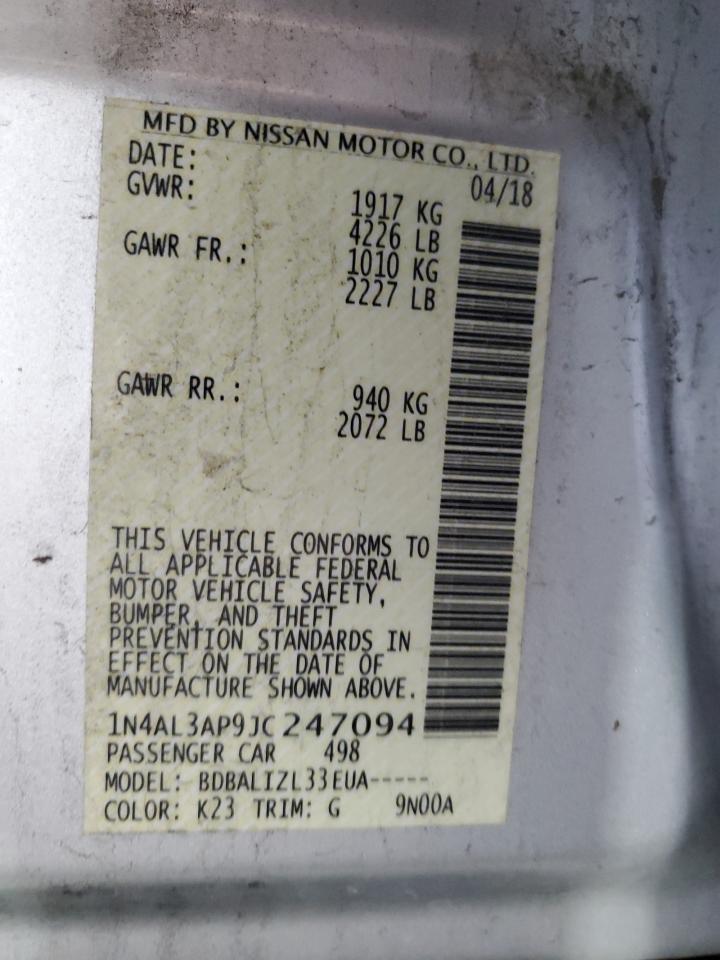 MFD BY NISSAN MOTOR CO., LTD.
DATE: 04/18
GVWR: 1917 KG
4226 LB
GAWR FR.: 1010 KG
2227 LB
GAWR RR.: 940 KG
2072 LB
THIS VEHICLE CONFORMS TO
ALL APPLICABLE FEDERAL
MOTOR VEHICLE SAFETY,
BUMPER, AND THEFT
PREVENTION STANDARDS IN
EFFECT ON THE DATE OF
MANUFACTURE SHOWN ABOVE.
1N4AL3AP9JC247094
PASSENGER CAR 498
MODEL: BDBALIZL33EUA-----
COLOR: K23 TRIM: G 9N00A